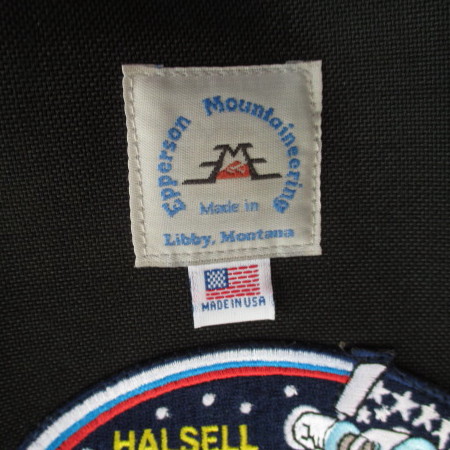 Epperson Mountaineering
Made in
Libby, Montana
MADE IN USA
HALSELL